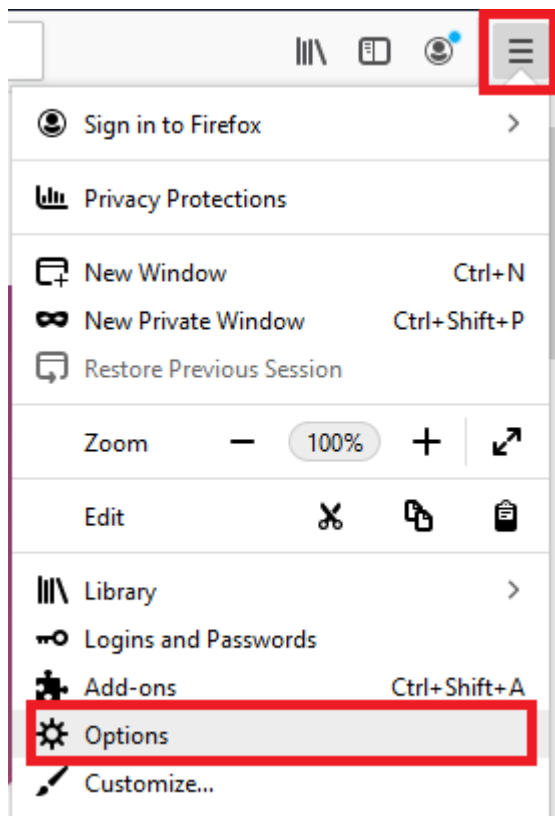 Sign in to Firefox
Privacy Protections
New Window Ctrl+N
New Private Window Ctrl+Shift+P
Restore Previous Session
Zoom 100%
Edit
Library
Logins and Passwords
Add-ons Ctrl+Shift+A
Options
Customize...